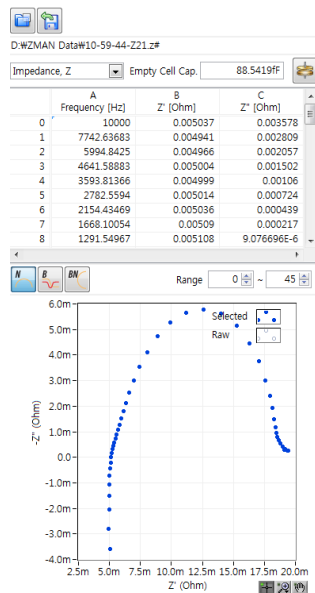 D:\ZMAN Data\10-59-44-Z21.z#
Impedance, Z Empty Cell Cap. 88.5419fF
A B C
Frequency [Hz] Z' [Ohm] Z" [Ohm]
0 10000 0.005037 0.003578
1 7742.63683 0.004941 0.002809
2 5994.8425 0.004966 0.002057
3 4641.58883 0.005004 0.001502
4 3593.81366 0.004999 0.00106
5 2782.5594 0.005014 0.000724
6 2154.43469 0.005036 0.000439
7 1668.10054 0.00509 0.000217
8 1291.54967 0.005108 9.076696E-6
N B BN Range 0 ~ 45
Selected
Raw
6.0m
5.0m
4.0m
3.0m
2.0m
1.0m
0.0
-1.0m
-2.0m
-3.0m
-4.0m
-Z" (Ohm)
2.5m 5.0m 7.5m 10.0m 12.5m 15.0m 17.5m 20.0m
Z' (Ohm)